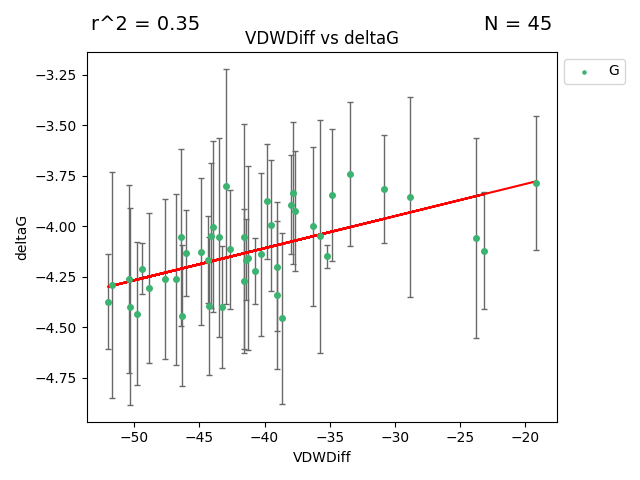 r^2 = 0.35
N = 45
VDWDiff vs deltaG
G
−3.25
−3.50
−3.75
−4.00
−4.25
−4.50
−4.75
deltaG
−50
−45
−40
−35
−30
−25
−20
VDWDiff